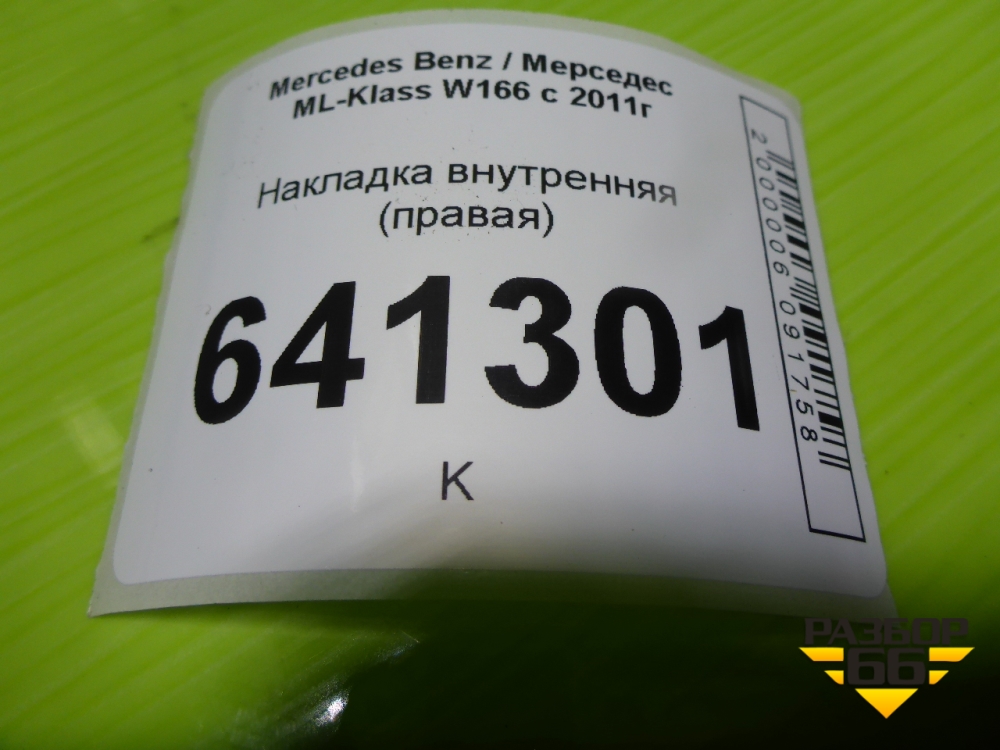 Mercedes Benz / Мерседес
ML-Klass W166 с 2011г
Накладка внутренняя
(правая)
641301
К
2000006091758
РАЗБОР
66